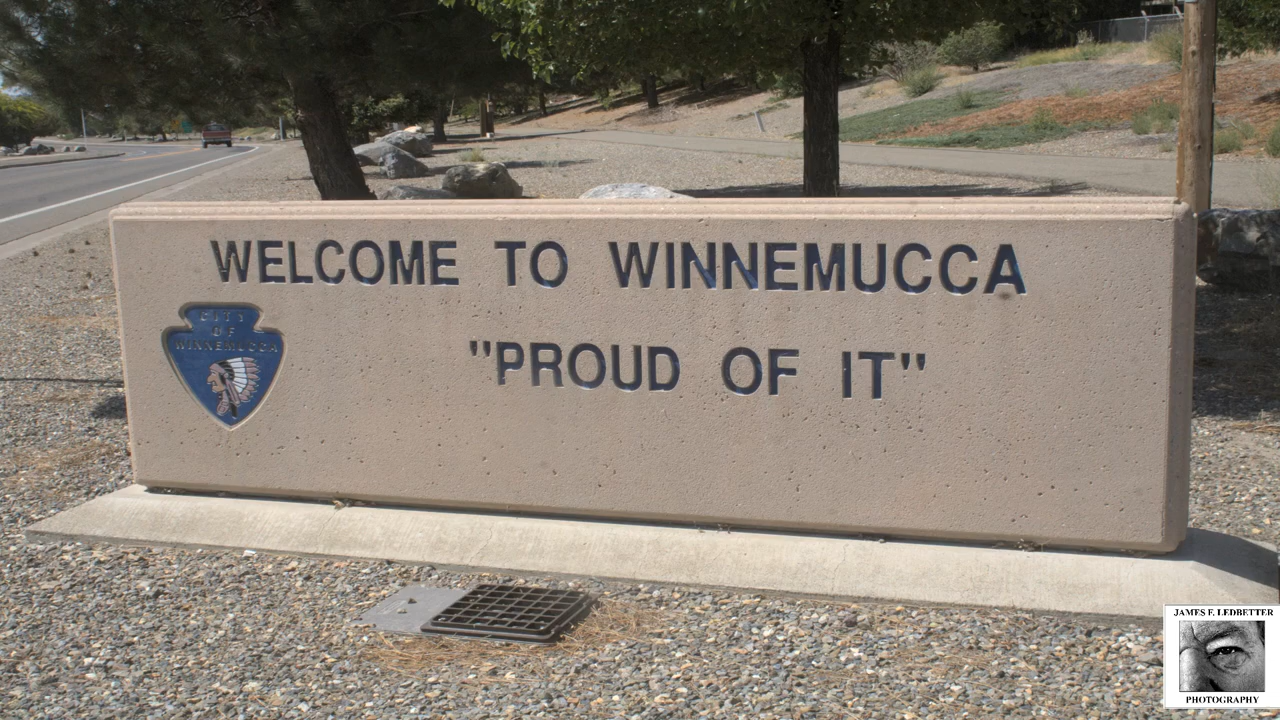 WELCOME TO WINNEMUCCA
CITY
OF
WINNEMUCCA
"PROUD OF IT"
JAMES F. LEDBETTER
PHOTOGRAPHY